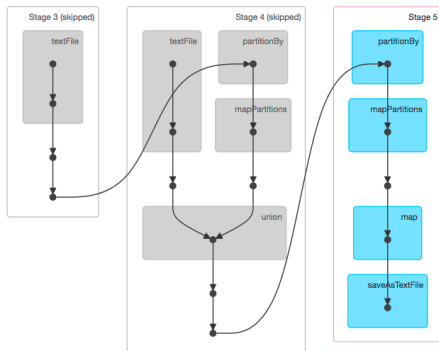 Stage 3 (skipped)
textFile
Stage 4 (skipped)
textFile
partitionBy
mapPartitions
union
Stage 5
partitionBy
mapPartitions
map
saveAsTextFile